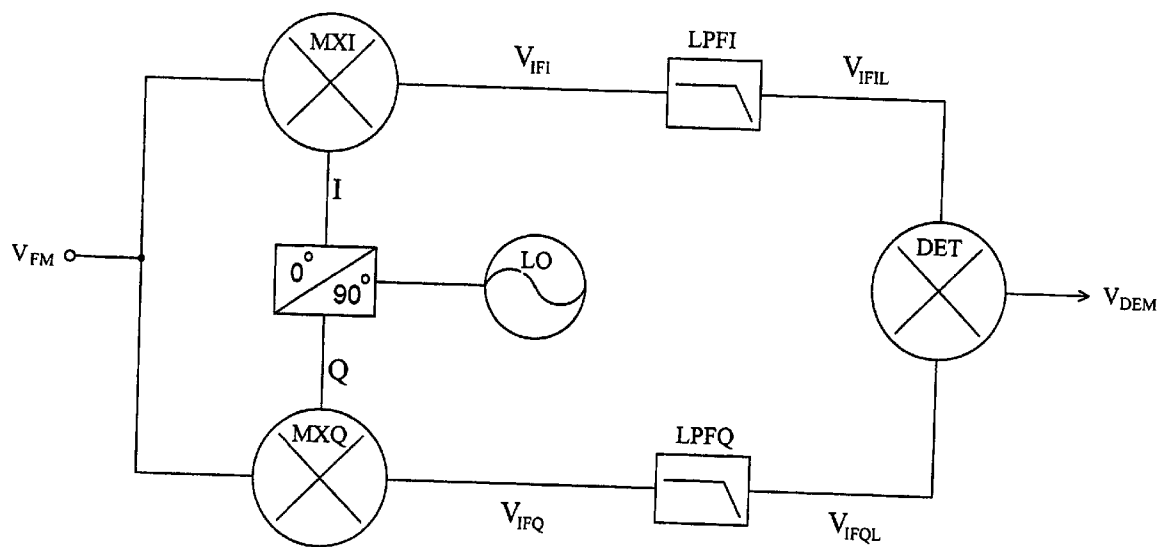 MXI
V_IFI
LPFI
V_IFIL
I
V_FM
0°
90°
LO
DET
V_DEM
Q
MXQ
V_IFQ
LPFQ
V_IFQL